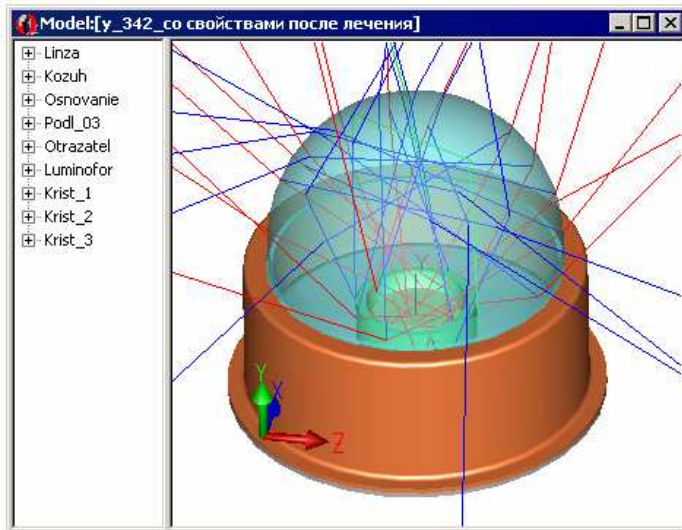 Model:[у_342_со свойствами после лечения]
Linza
Kozuh
Osnovanie
Podl_03
Otrazatel
Luminofor
Krist_1
Krist_2
Krist_3
Y
Y
X
Z